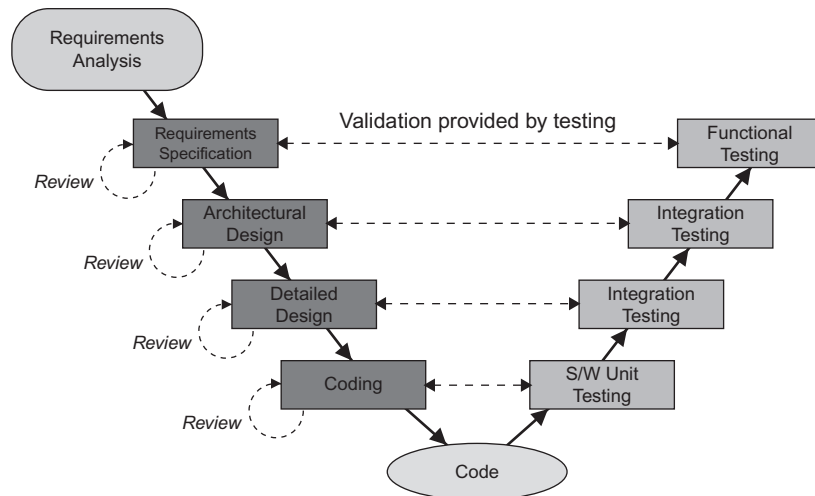 Requirements
Analysis
Validation provided by testing
Requirements
Specification
Functional
Testing
Review
Architectural
Design
Integration
Testing
Review
Detailed
Design
Integration
Testing
Review
Coding
S/W Unit
Testing
Review
Code